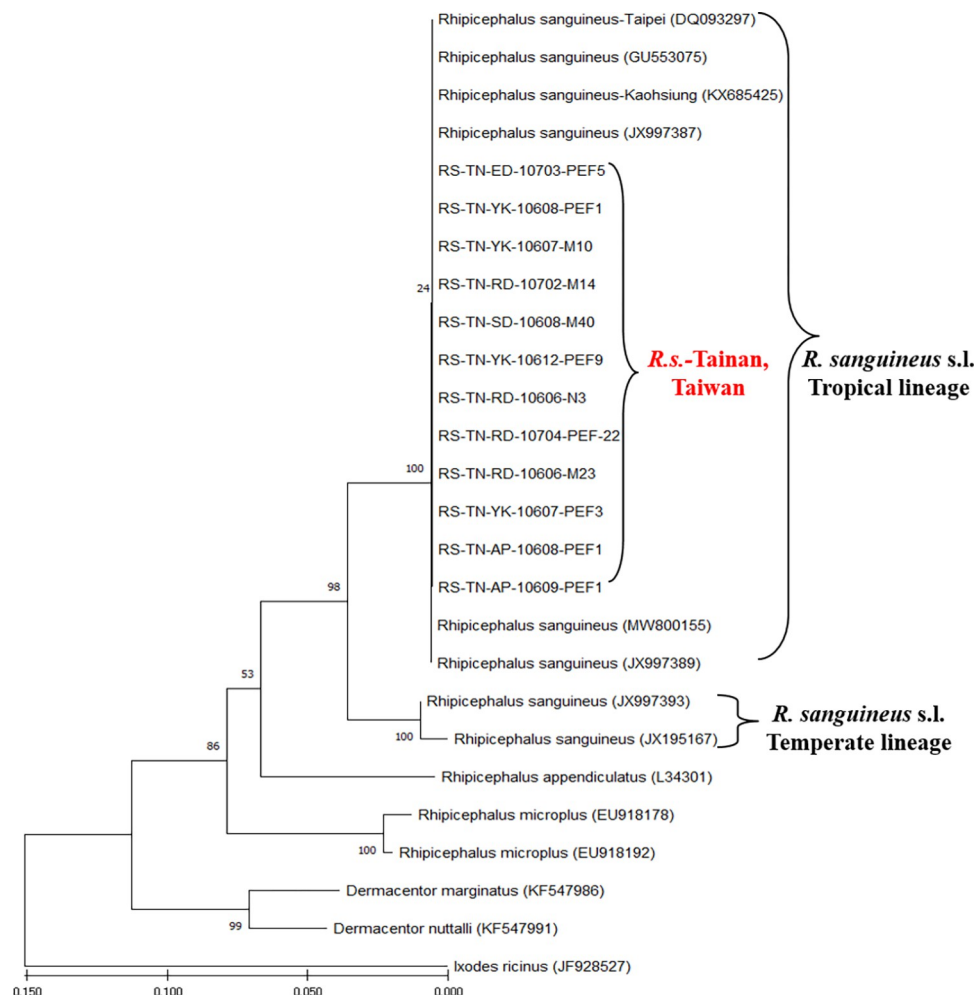 Rhipicephalus sanguineus-Taipei (DQ093297)
Rhipicephalus sanguineus (GU553075)
Rhipicephalus sanguineus-Kaohsiung (KX685425)
Rhipicephalus sanguineus (JX997387)
RS-TN-ED-10703-PEF5
RS-TN-YK-10608-PEF1
RS-TN-YK-10607-M10
RS-TN-RD-10702-M14
24
RS-TN-SD-10608-M40
RS-TN-YK-10612-PEF9
RS-TN-RD-10606-N3
RS-TN-RD-10704-PEF-22
RS-TN-RD-10606-M23
RS-TN-YK-10607-PEF3
RS-TN-AP-10608-PEF1
RS-TN-AP-10609-PEF1
R.s.-Tainan,
Taiwan
R. sanguineus s.l.
Tropical lineage
100
98
Rhipicephalus sanguineus (MW800155)
Rhipicephalus sanguineus (JX997389)
53
Rhipicephalus sanguineus (JX997393)
100
Rhipicephalus sanguineus (JX195167)
R. sanguineus s.l.
Temperate lineage
86
Rhipicephalus appendiculatus (L34301)
Rhipicephalus microplus (EU918178)
100
Rhipicephalus microplus (EU918192)
Dermacentor marginatus (KF547986)
99
Dermacentor nuttalli (KF547991)
Ixodes ricinus (JF928527)
0.150 0.100 0.050 0.000